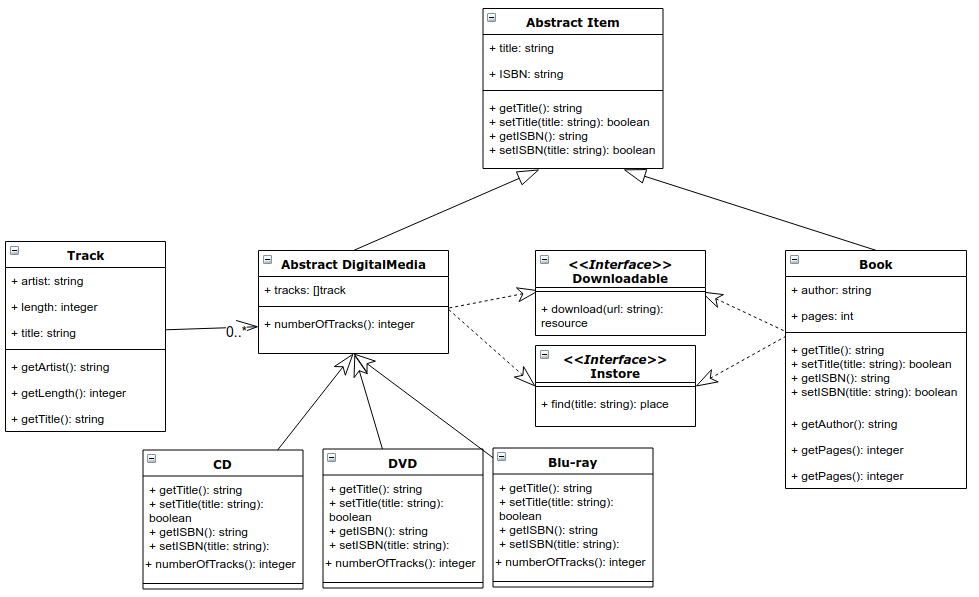 Abstract Item
+ title: string
+ ISBN: string
+ getTitle(): string
+ setTitle(title: string): boolean
+ getISBN(): string
+ setISBN(title: string): boolean
Track
+ artist: string
+ length: integer
+ title: string
+ getArtist(): string
+ getLength(): integer
+ getTitle(): string
0..*
Abstract DigitalMedia
+ tracks: []track
+ numberOfTracks(): integer
<<Interface>>
Downloadable
+ download(url: string):
resource
<<Interface>>
Instore
+ find(title: string): place
Book
+ author: string
+ pages: int
+ getTitle(): string
+ setTitle(title: string): boolean
+ getISBN(): string
+ setISBN(title: string): boolean
+ getAuthor(): string
+ getPages(): integer
+ getPages(): integer
CD
+ getTitle(): string
+ setTitle(title: string):
boolean
+ getISBN(): string
+ setISBN(title: string):
+ numberOfTracks(): integer
DVD
+ getTitle(): string
+ setTitle(title: string):
boolean
+ getISBN(): string
+ setISBN(title: string):
+ numberOfTracks(): integer
Blu-ray
+ getTitle(): string
+ setTitle(title: string):
boolean
+ getISBN(): string
+ setISBN(title: string):
+ numberOfTracks(): integer